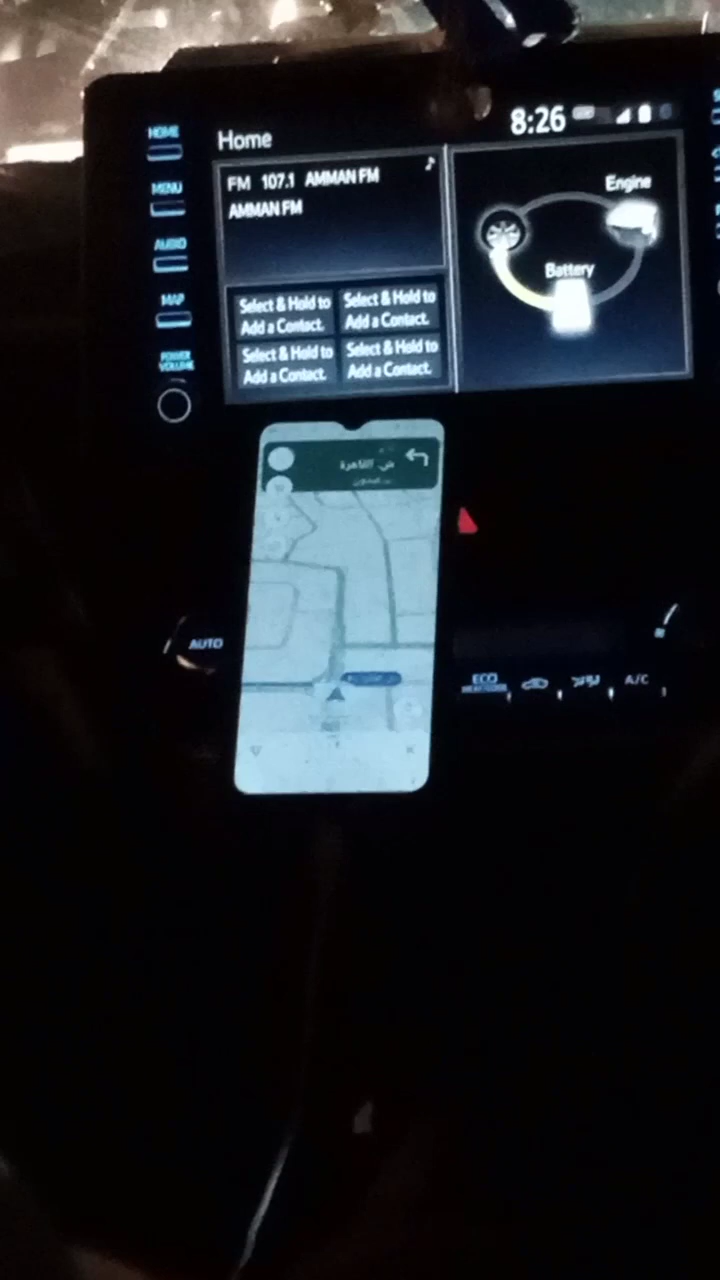 HOME
MENU
AUDIO
MAP
POWER
VOLUME
Home
8:26
FM 107.1 AMMAN FM
AMMAN FM
Select & Hold to
Add a Contact.
Select & Hold to
Add a Contact.
Select & Hold to
Add a Contact.
Select & Hold to
Add a Contact.
Engine
Battery
ش. القاهرة
AUTO
ECO
A/C